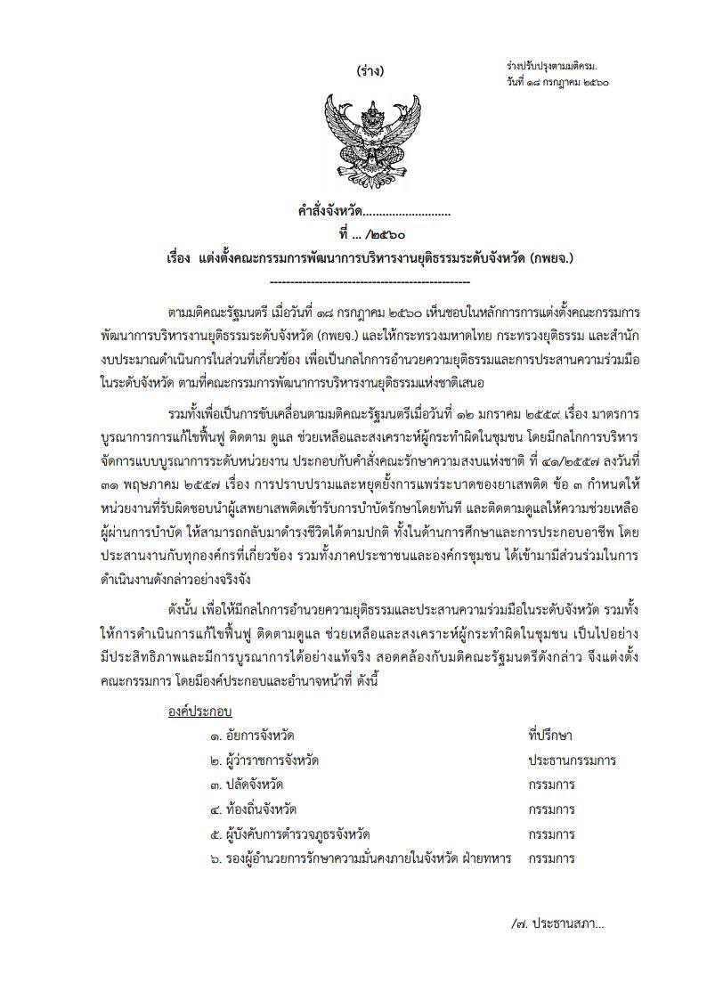 (ร่าง)
ร่างปรับปรุงตามมติครม.
วันที่ ๑๘ กรกฎาคม ๒๕๖๐
คำสั่งจังหวัด..........................
ที่ ... /๒๕๖๐
เรื่อง แต่งตั้งคณะกรรมการพัฒนาการบริหารงานยุติธรรมระดับจังหวัด (กพยจ.)
-------------------------------------------------
ตามมติคณะรัฐมนตรี เมื่อวันที่ ๑๘ กรกฎาคม ๒๕๖๐ เห็นชอบในหลักการการแต่งตั้งคณะกรรมการ
พัฒนาการบริหารงานยุติธรรมระดับจังหวัด (กพยจ.) และให้กระทรวงมหาดไทย กระทรวงยุติธรรม และสำนัก
งบประมาณดำเนินการในส่วนที่เกี่ยวข้อง เพื่อเป็นกลไกการอำนวยความยุติธรรมและการประสานความร่วมมือ
ในระดับจังหวัด ตามที่คณะกรรมการพัฒนาการบริหารงานยุติธรรมแห่งชาติเสนอ
รวมทั้งเพื่อเป็นการขับเคลื่อนตามมติคณะรัฐมนตรีเมื่อวันที่ ๑๒ มกราคม ๒๕๕๙ เรื่อง มาตรการ
บูรณาการการแก้ไขฟื้นฟู ติดตาม ดูแล ช่วยเหลือและสงเคราะห์ผู้กระทำผิดในชุมชน โดยมีกลไกการบริหาร
จัดการแบบบูรณาการระดับหน่วยงาน ประกอบกับคำสั่งคณะรักษาความสงบแห่งชาติ ที่ ๔๑/๒๕๕๗ ลงวันที่
๓๑ พฤษภาคม ๒๕๕๗ เรื่อง การปราบปรามและหยุดยั้งการแพร่ระบาดของยาเสพติด ข้อ ๓ กำหนดให้
หน่วยงานที่รับผิดชอบนำผู้เสพยาเสพติดเข้ารับการบำบัดรักษาโดยทันที และติดตามดูแลให้ความช่วยเหลือ
ผู้ผ่านการบำบัด ให้สามารถกลับมาดำรงชีวิตได้ตามปกติ ทั้งในด้านการศึกษาและการประกอบอาชีพ โดย
ประสานงานกับทุกองค์กรที่เกี่ยวข้อง รวมทั้งภาคประชาชนและองค์กรชุมชน ได้เข้ามามีส่วนร่วมในการ
ดำเนินงานดังกล่าวอย่างจริงจัง
ดังนั้น เพื่อให้มีกลไกการอำนวยความยุติธรรมและประสานความร่วมมือในระดับจังหวัด รวมทั้ง
ให้การดำเนินการแก้ไขฟื้นฟู ติดตามดูแล ช่วยเหลือและสงเคราะห์ผู้กระทำผิดในชุมชน เป็นไปอย่าง
มีประสิทธิภาพและมีการบูรณาการได้อย่างแท้จริง สอดคล้องกับมติคณะรัฐมนตรีดังกล่าว จึงแต่งตั้ง
คณะกรรมการ โดยมีองค์ประกอบและอำนาจหน้าที่ ดังนี้
องค์ประกอบ
๑. อัยการจังหวัด ที่ปรึกษา
๒. ผู้ว่าราชการจังหวัด ประธานกรรมการ
๓. ปลัดจังหวัด กรรมการ
๔. ท้องถิ่นจังหวัด กรรมการ
๕. ผู้บังคับการตำรวจภูธรจังหวัด กรรมการ
๖. รองผู้อำนวยการรักษาความมั่นคงภายในจังหวัด ฝ่ายทหาร กรรมการ
/๗. ประธานสภา...